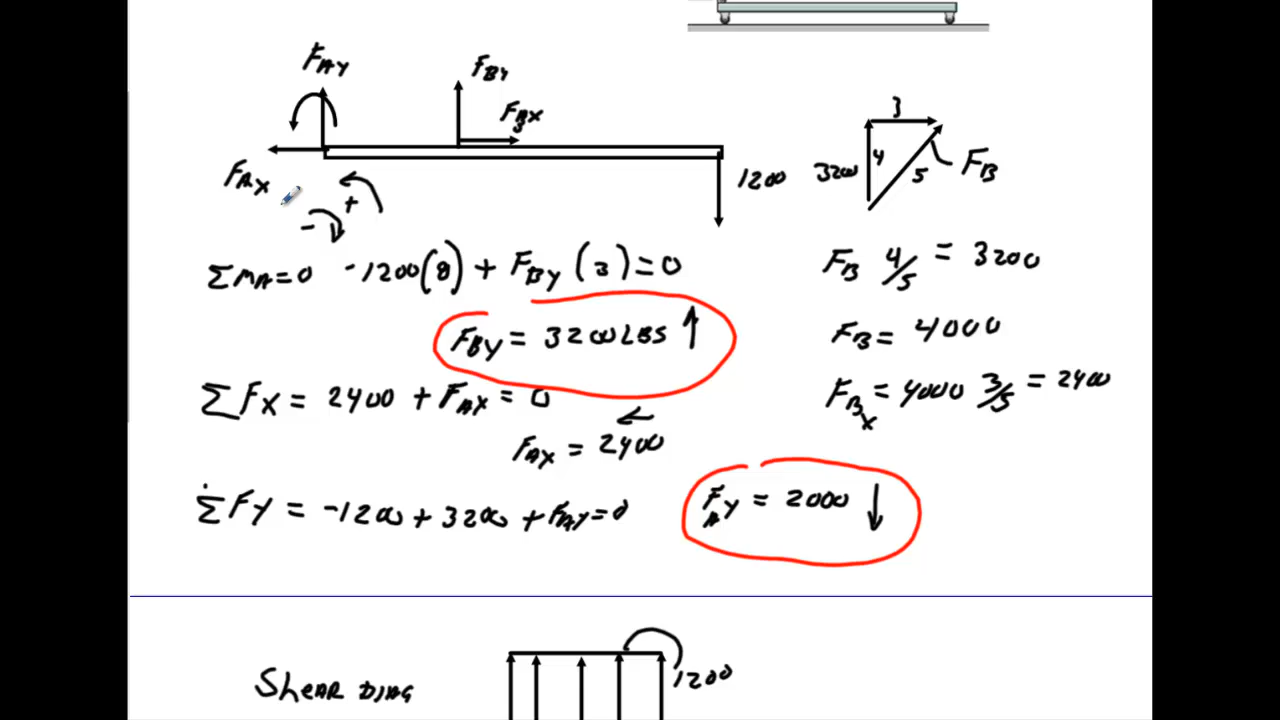 FAY
FBY
FBX
3
FAX
1200
3200
4
5
FB
+
-
ΣMA=0 -1200(8) + FBY (3)=0
FB 4/5 = 3200
FBY = 3200LBS ↑
FB = 4000
ΣFX = 2400 + FAX = 0
FBX = 4000 3/5 = 2400
←
FAX = 2400
ΣFY = -1200 + 3200 + FAY=0
FAY = 2000 ↓
Shear DIAG
1200